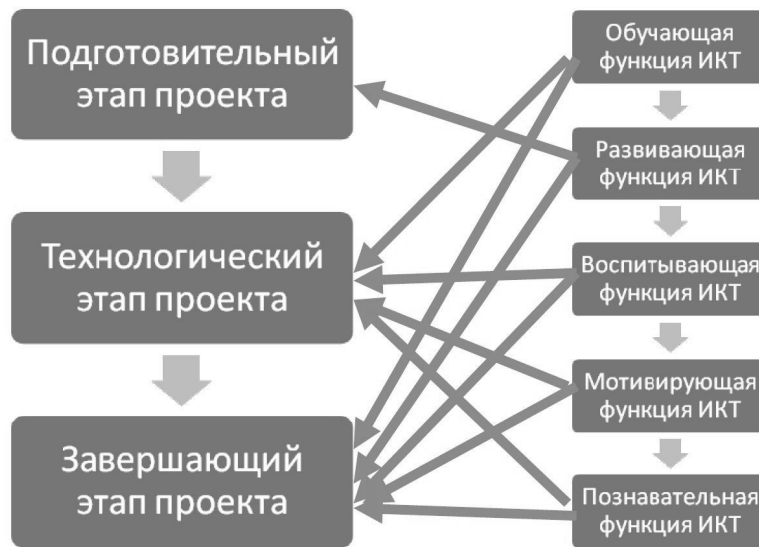 Подготовительный
этап проекта
Технологический
этап проекта
Завершающий
этап проекта
Обучающая
функция ИКТ
Развивающая
функция ИКТ
Воспитывающая
функция ИКТ
Мотивирующая
функция ИКТ
Познавательная
функция ИКТ